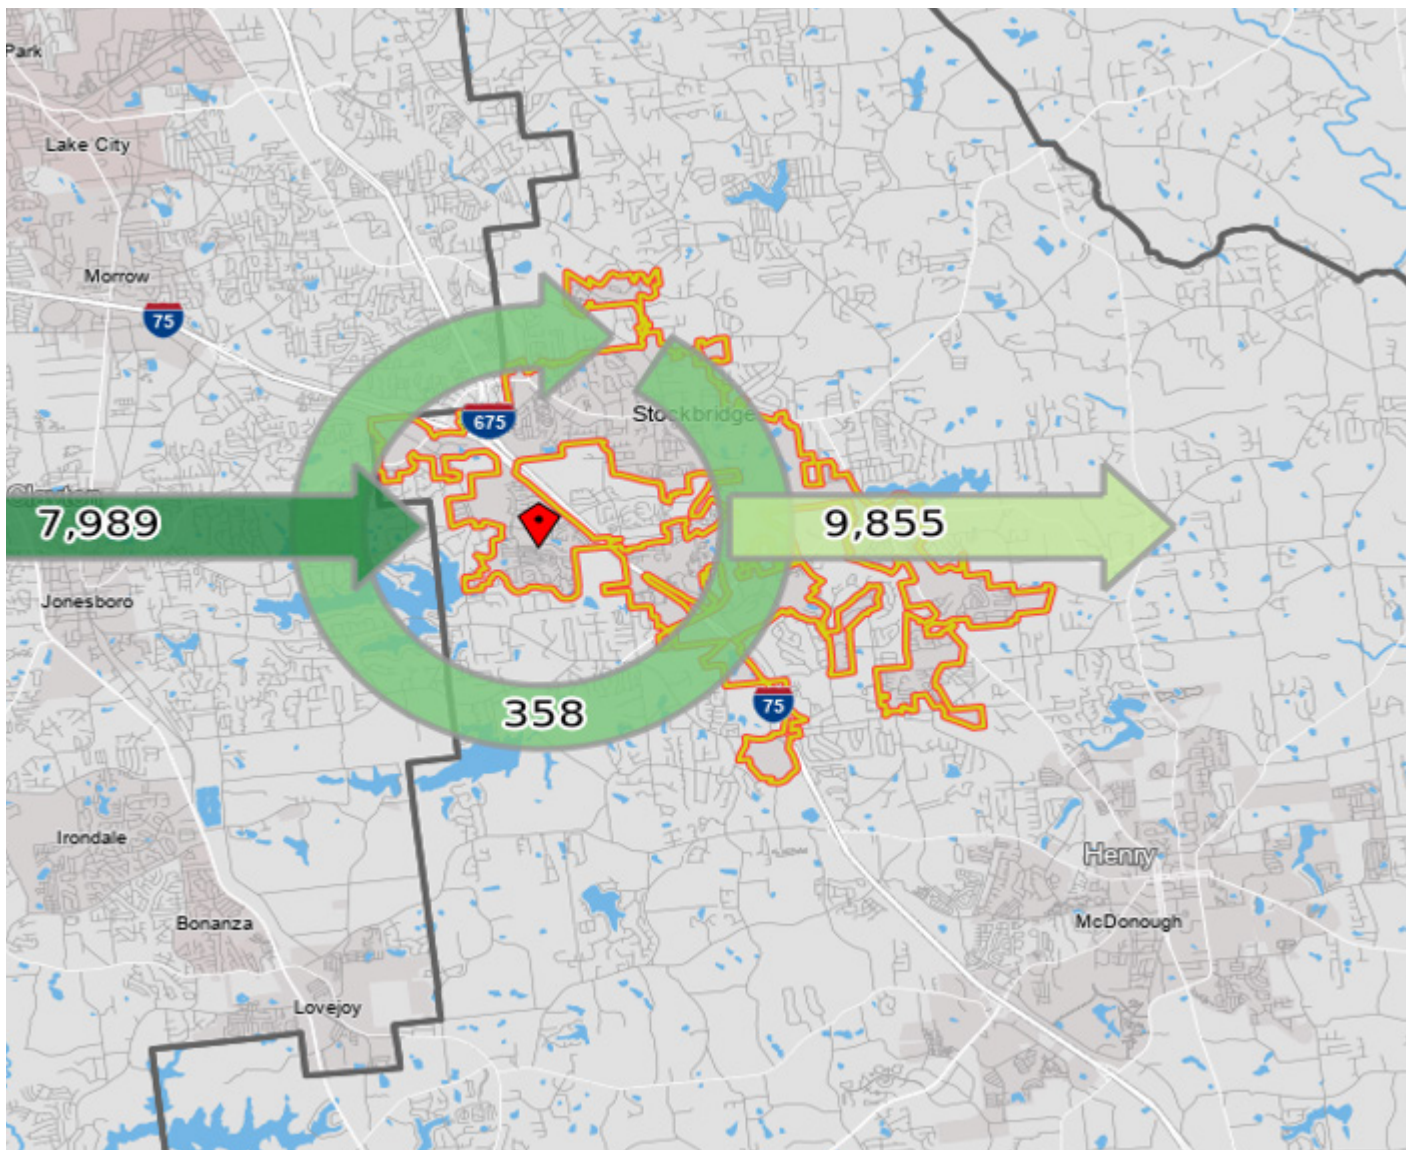 Park
Lake City
Morrow
75
675
Stockbridge
Clayton
7,989
9,855
Jonesboro
358
75
Irondale
Henry
Bonanza
McDonough
Lovejoy